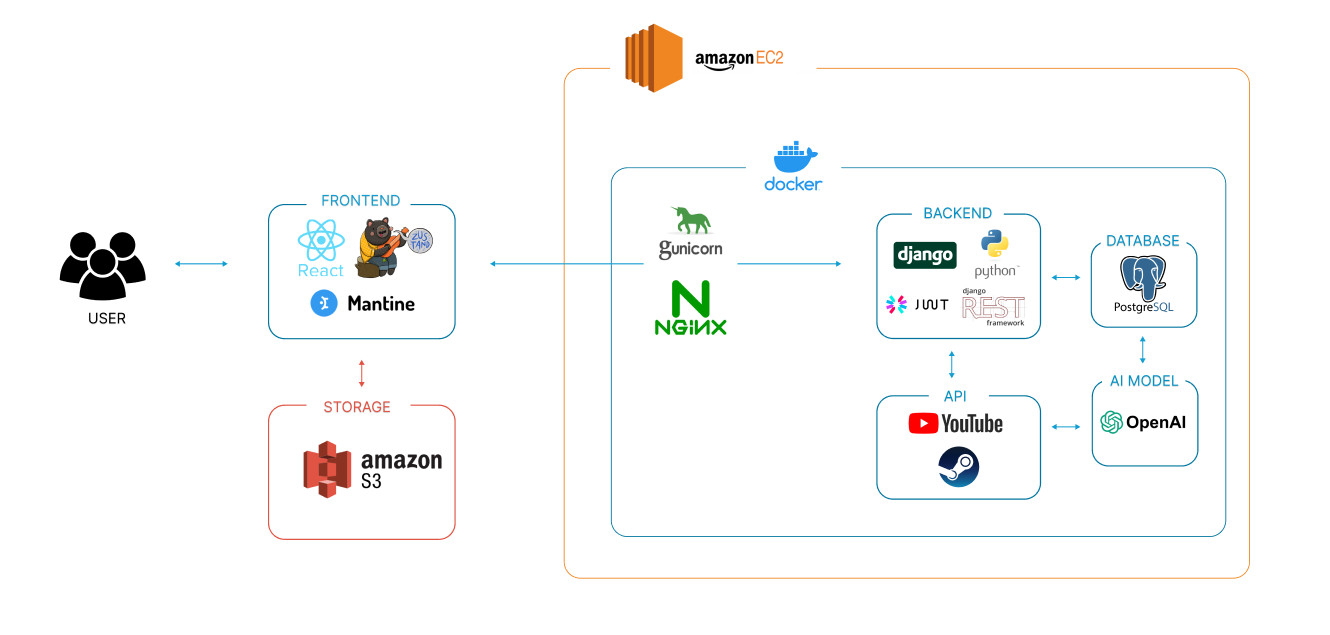 amazon EC2
docker
FRONTEND
React
ZUS
TAND
Mantine
USER
STORAGE
amazon
S3
gunicorn
NGINX
BACKEND
django
python™
JWT
django
REST
framework
DATABASE
PostgreSQL
API
YouTube
AI MODEL
OpenAI